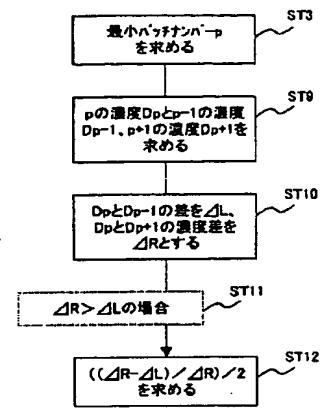 ST3
最小パッチナンバーp
を求める
ST9
pの濃度Dpとp-1の濃度
Dp-1、p+1の濃度Dp+1を
求める
ST10
DpとDp-1の差を⊿L、
DpとDp+1の濃度差を
⊿Rとする
ST11
⊿R>⊿Lの場合
ST12
((⊿R-⊿L)/⊿R)/2
を求める